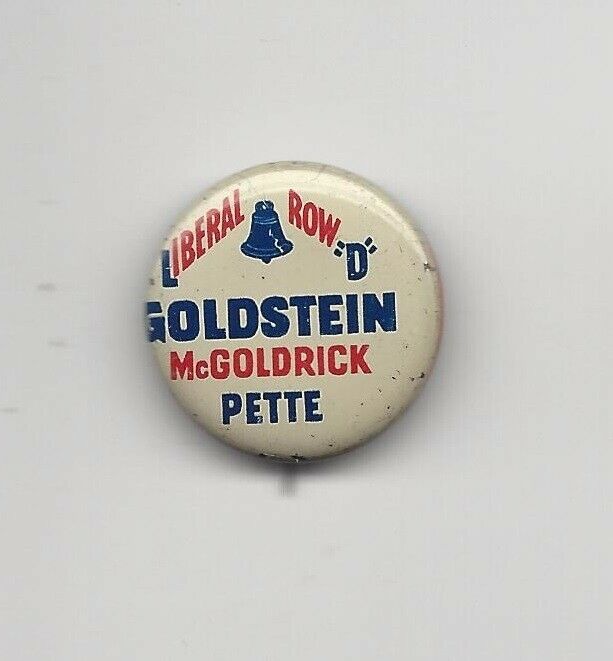 LIBERAL ROW "D"
GOLDSTEIN
McGOLDRICK
PETTE